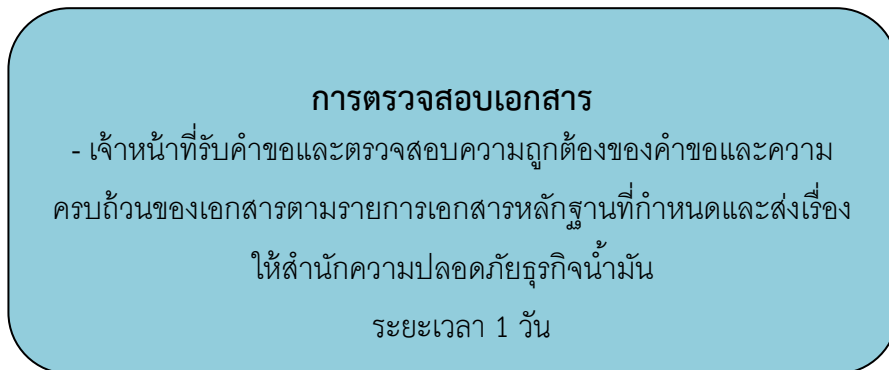 การตรวจสอบเอกสาร
- เจ้าหน้าที่รับคำขอและตรวจสอบความถูกต้องของคำขอและความ
ครบถ้วนของเอกสารตามรายการเอกสารหลักฐานที่กำหนดและส่งเรื่อง
ให้สำนักความปลอดภัยธุรกิจน้ำมัน
ระยะเวลา 1 วัน